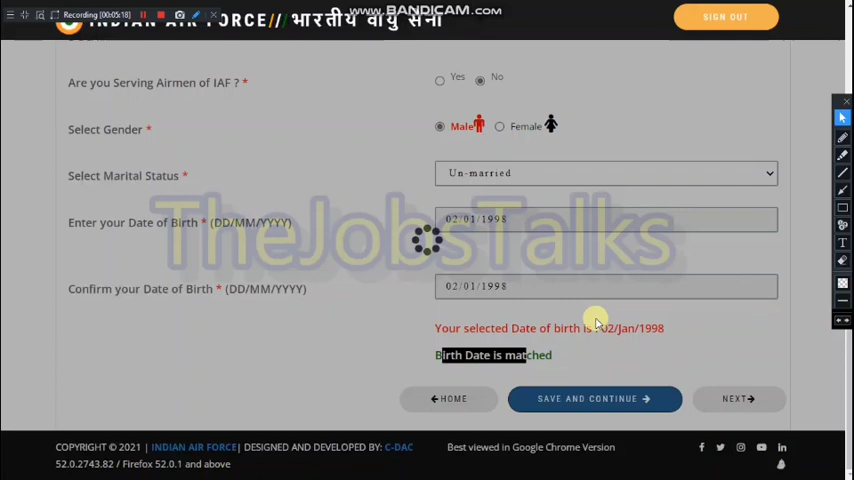 Recording [00:05:18]
www.BANDICAM.com
INDIAN AIR FORCE // भारतीय वायु सेना
SIGN OUT
Are you Serving Airmen of IAF ? *
Yes
No
Select Gender *
Male
Female
Select Marital Status *
Un-married
TheJobsTalks
Enter your Date of Birth * (DD/MM/YYYY)
02/01/1998
Confirm your Date of Birth * (DD/MM/YYYY)
02/01/1998
Your selected Date of birth is : 02/Jan/1998
Birth Date is matched
HOME
SAVE AND CONTINUE
NEXT
COPYRIGHT © 2021 | INDIAN AIR FORCE| DESIGNED AND DEVELOPED BY: C-DAC
Best viewed in Google Chrome Version
52.0.2743.82 / Firefox 52.0.1 and above